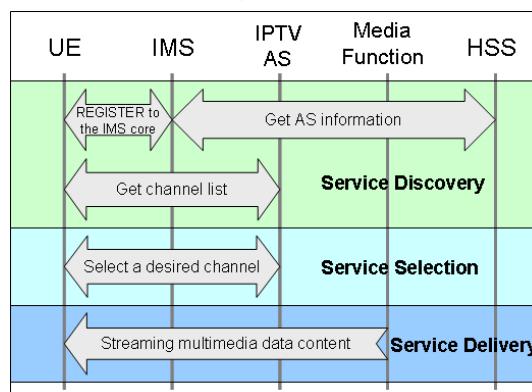 UE
IMS
IPTV
AS
Media
Function
HSS
REGISTER to
the IMS core
Get AS information
Get channel list
Service Discovery
Select a desired channel
Service Selection
Streaming multimedia data content
Service Delivery